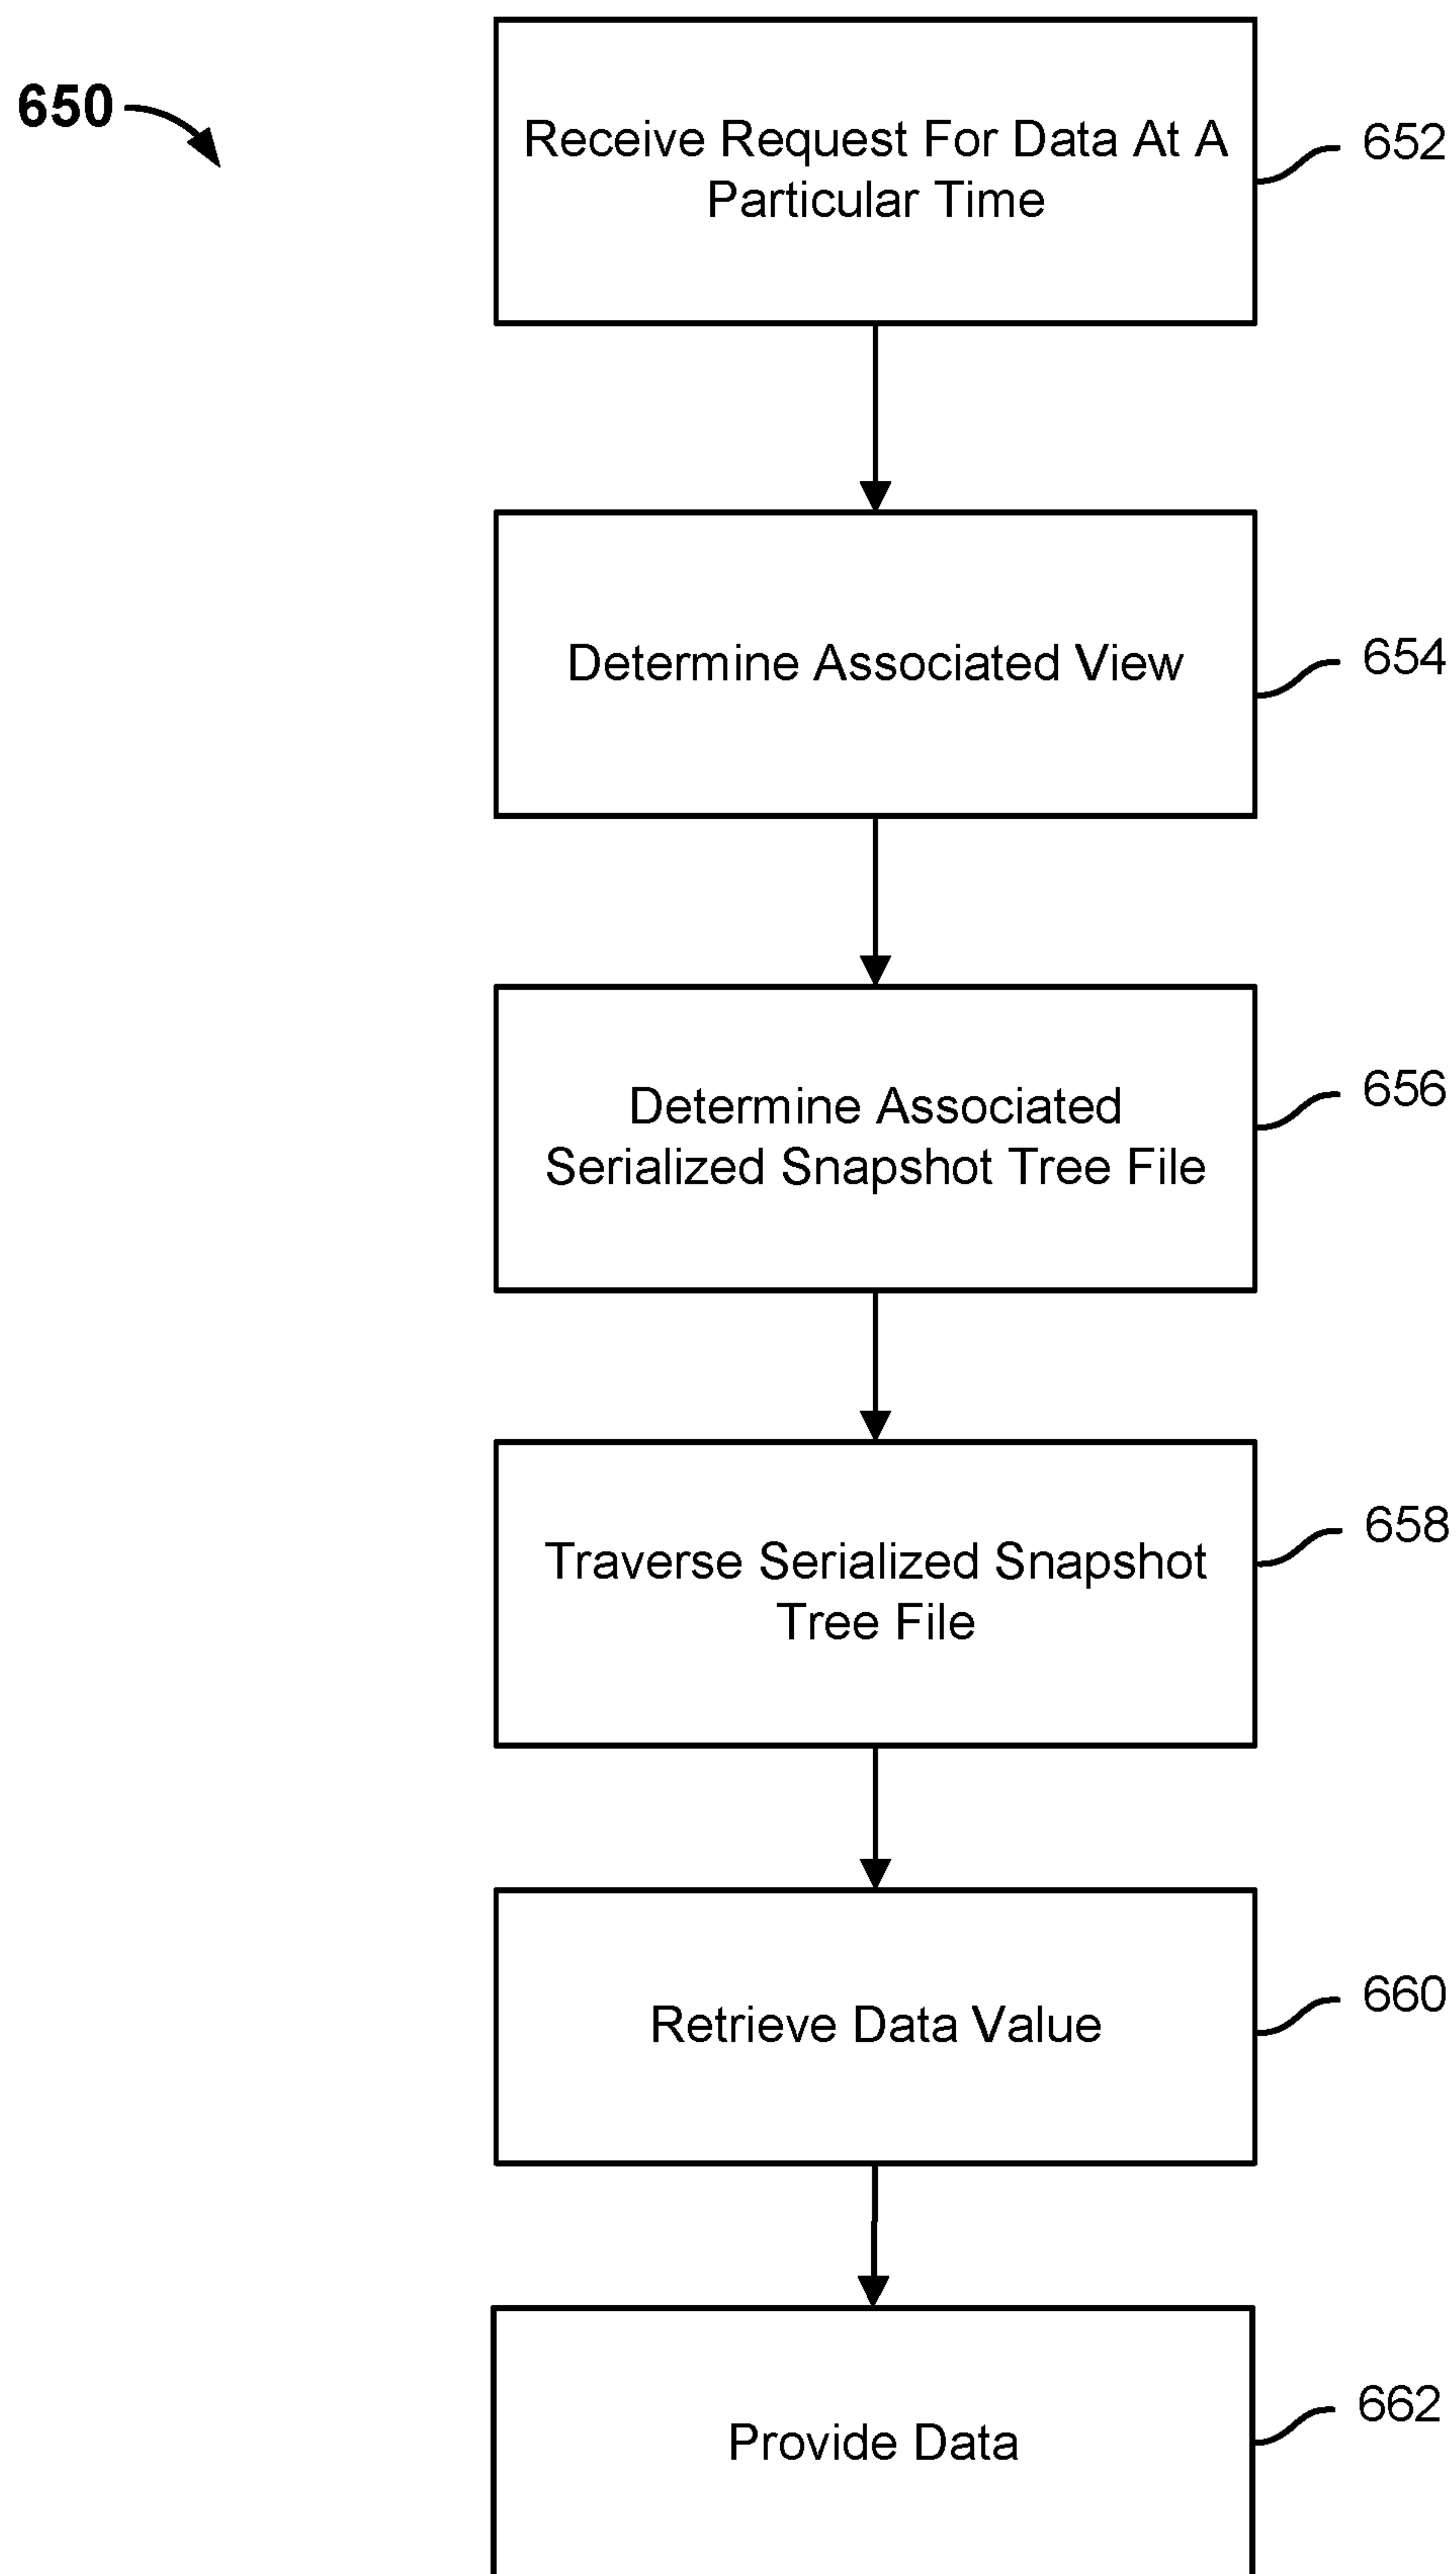 650
Receive Request For Data At A
Particular Time
652
Determine Associated View
654
Determine Associated
Serialized Snapshot Tree File
656
Traverse Serialized Snapshot
Tree File
658
Retrieve Data Value
660
Provide Data
662